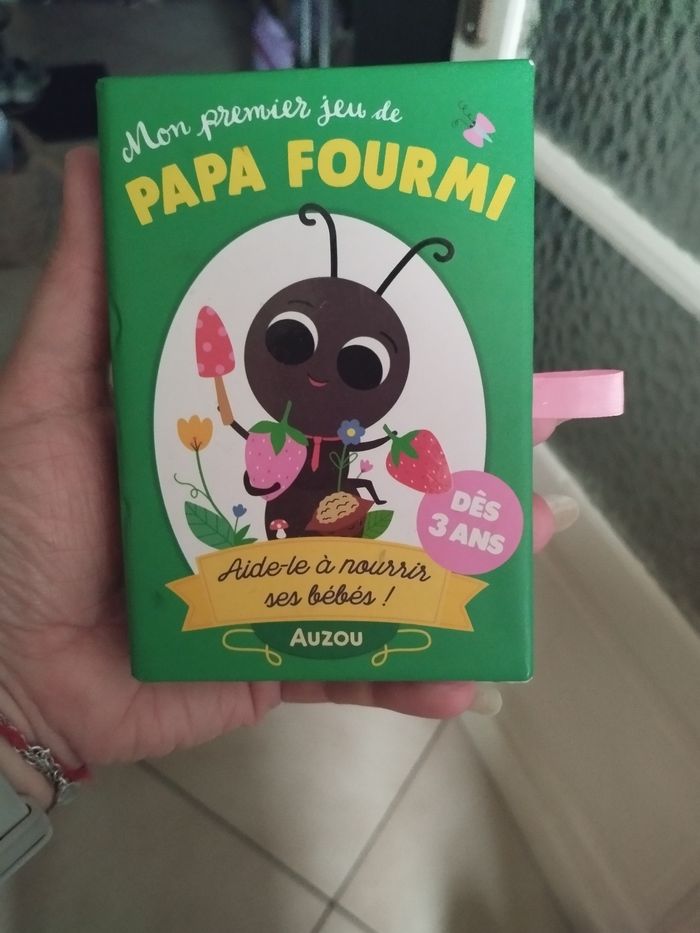 Mon premier jeu de
PAPA FOURMI
DÈS
3 ANS
Aide-le à nourrir
ses bébés !
AUZOU